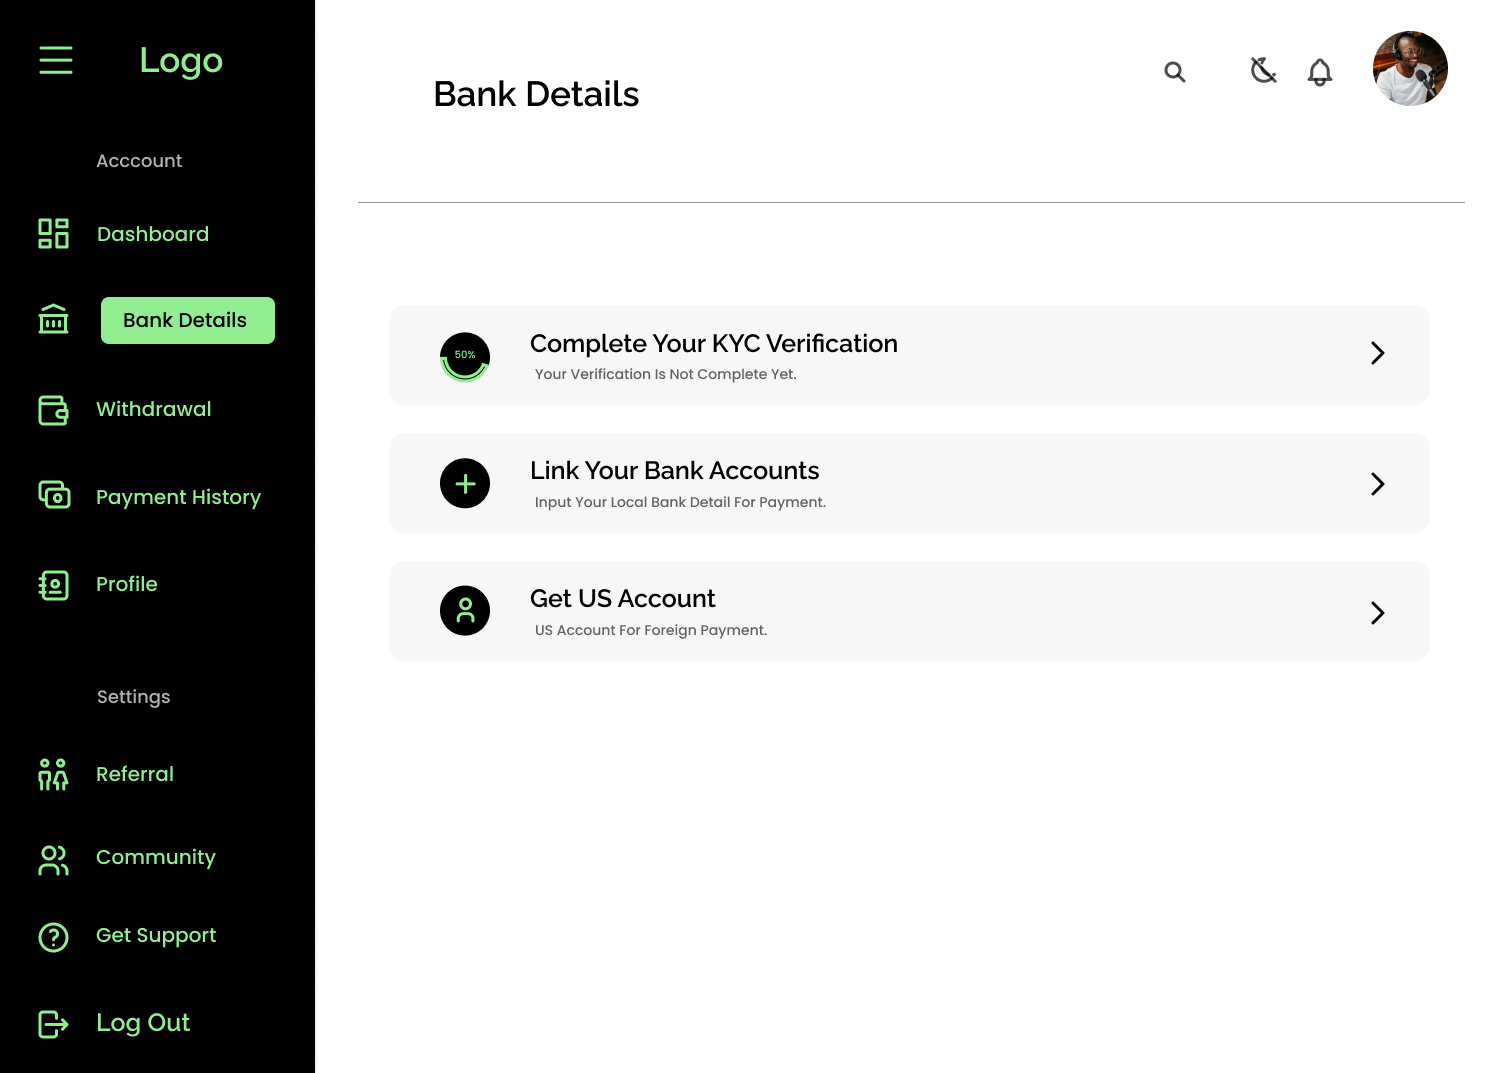 Logo
Acccount
Dashboard
Bank Details
Withdrawal
Payment History
Profile
Settings
Referral
Community
Get Support
Log Out
Bank Details
50%
Complete Your KYC Verification
Your Verification Is Not Complete Yet.
Link Your Bank Accounts
Input Your Local Bank Detail For Payment.
Get US Account
US Account For Foreign Payment.